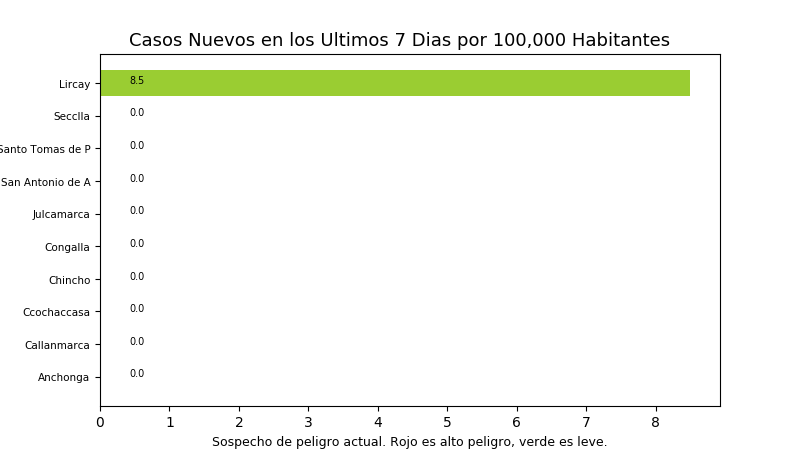 Casos Nuevos en los Ultimos 7 Dias por 100,000 Habitantes
Lircay 8.5
Secclla 0.0
Santo Tomas de P 0.0
San Antonio de A 0.0
Julcamarca 0.0
Congalla 0.0
Chincho 0.0
Ccochaccasa 0.0
Callanmarca 0.0
Anchonga 0.0
0 1 2 3 4 5 6 7 8
Sospecho de peligro actual. Rojo es alto peligro, verde es leve.